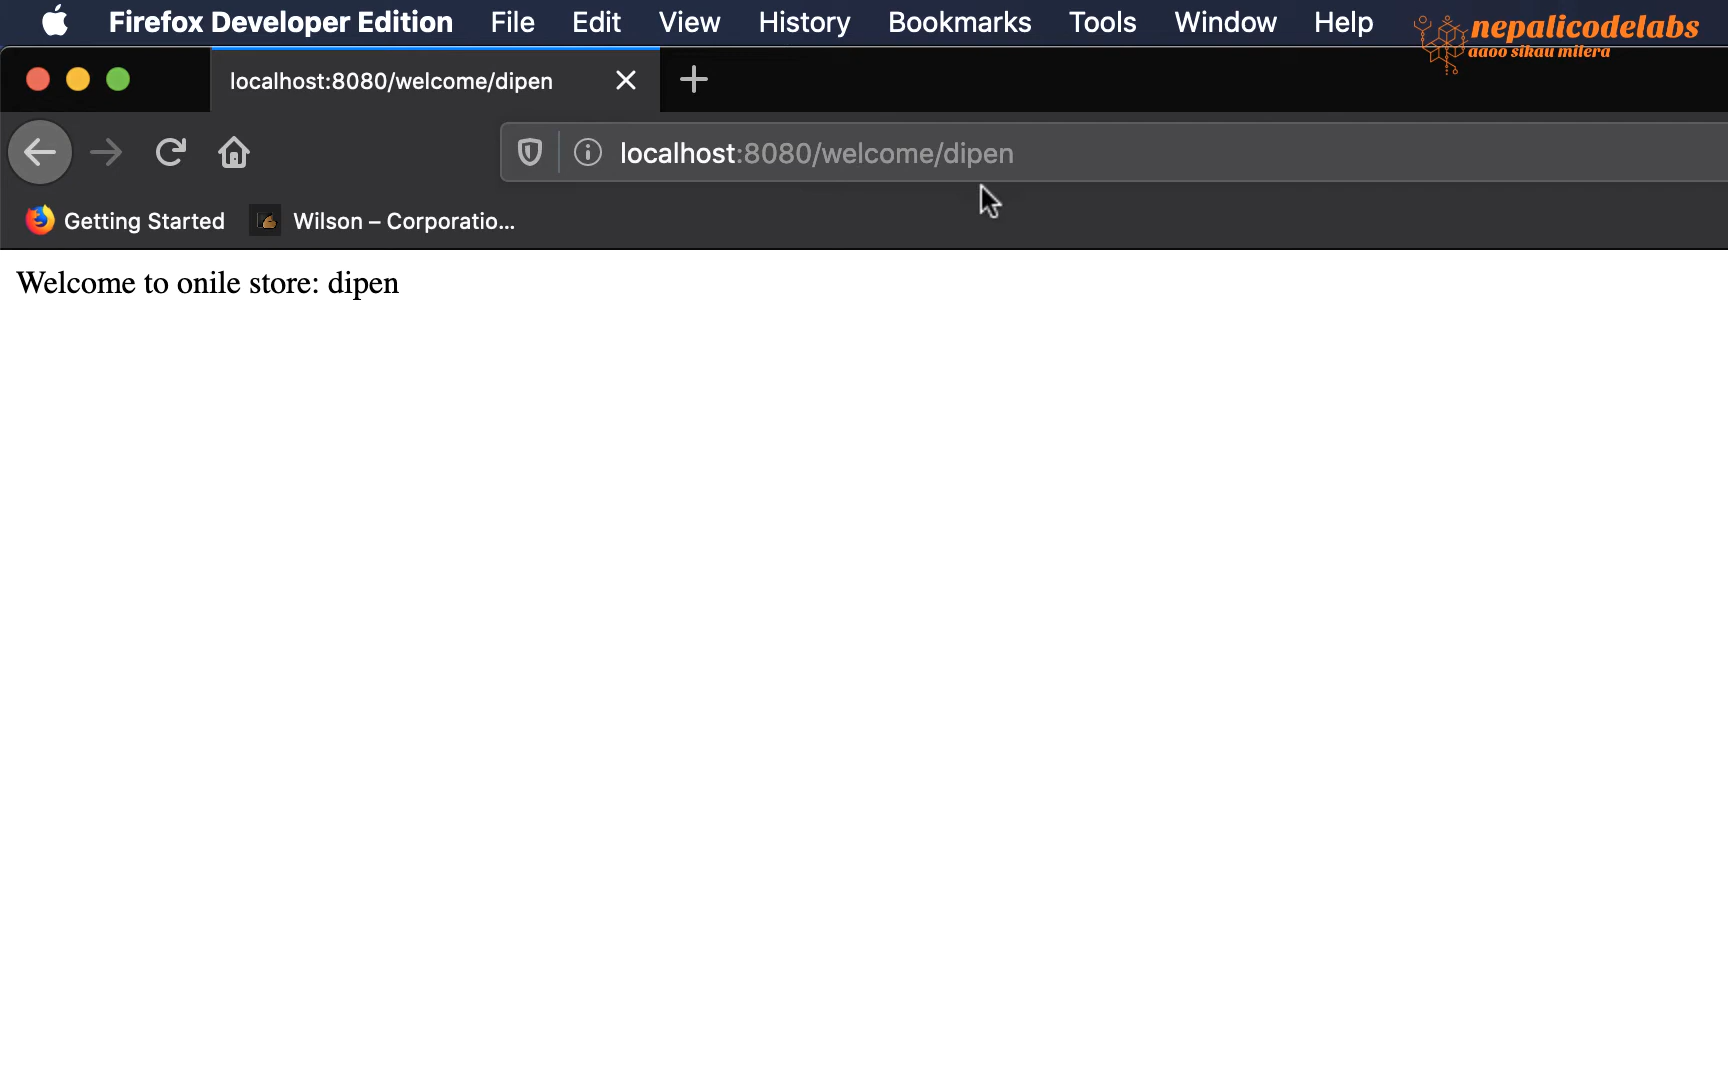 Firefox Developer Edition File Edit View History Bookmarks Tools Window Help
nepalicodelabs
aaoo sikau milera
localhost:8080/welcome/dipen
localhost:8080/welcome/dipen
Getting Started Wilson – Corporatio...
Welcome to onile store: dipen